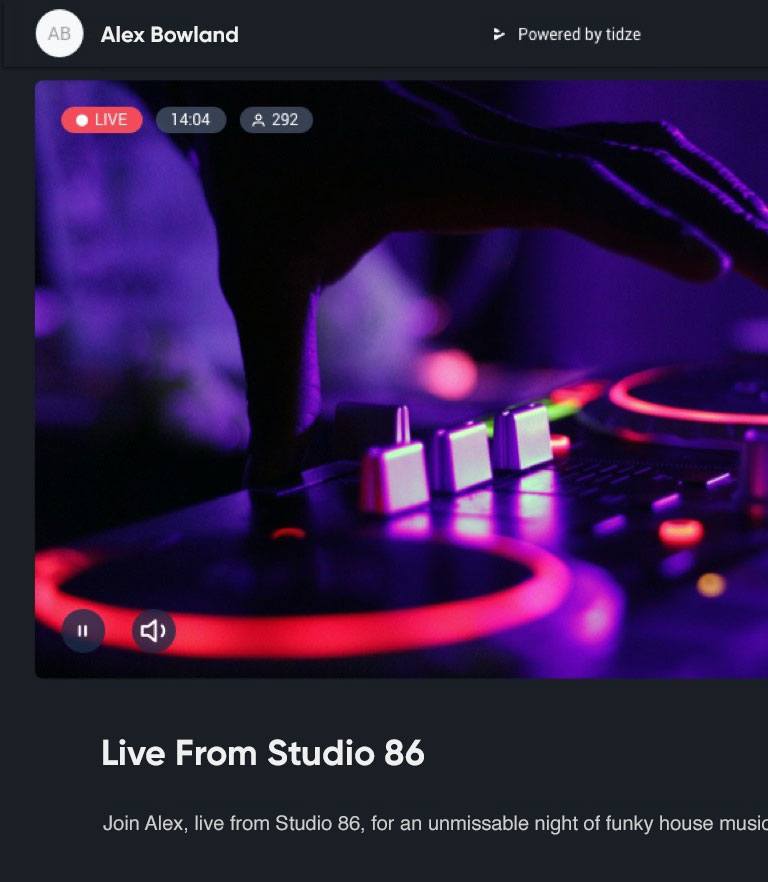 AB Alex Bowland Powered by tidze
LIVE 14:04 292
Live From Studio 86
Join Alex, live from Studio 86, for an unmissable night of funky house music